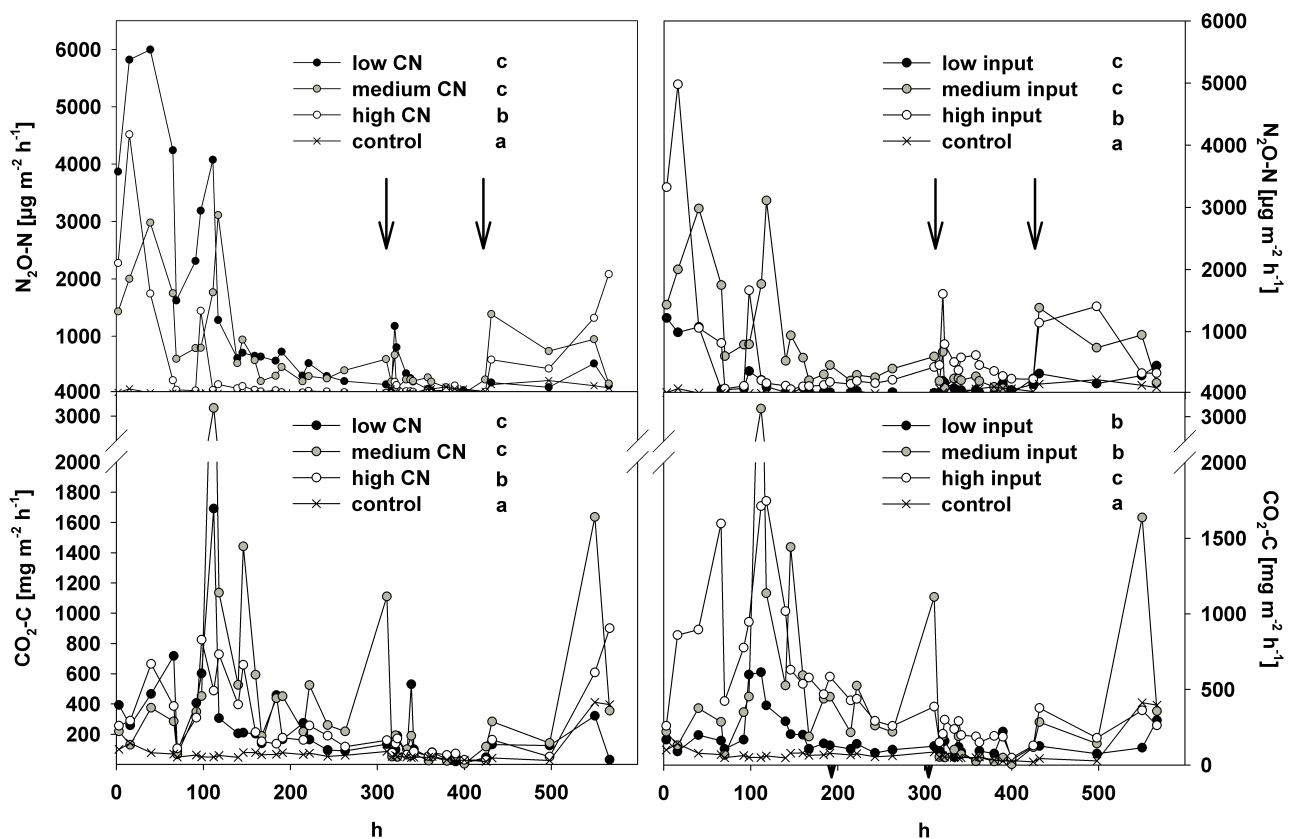 6000
5000
4000
3000
2000
1000
4000
N₂O-N [µg m⁻² h⁻¹]
low CN c
medium CN c
high CN b
control a
low input c
medium input c
high input b
control a
6000
5000
4000
3000
2000
1000
4000
N₂O-N [µg m⁻² h⁻¹]
3000
2000
1800
1600
1400
1200
1000
800
600
400
200
CO₂-C [mg m⁻² h⁻¹]
low CN c
medium CN c
high CN b
control a
low input b
medium input b
high input c
control a
3000
2000
1500
1000
500
0
CO₂-C [mg m⁻² h⁻¹]
0 100 200 300 400 500
h
0 100 200 300 400 500
h